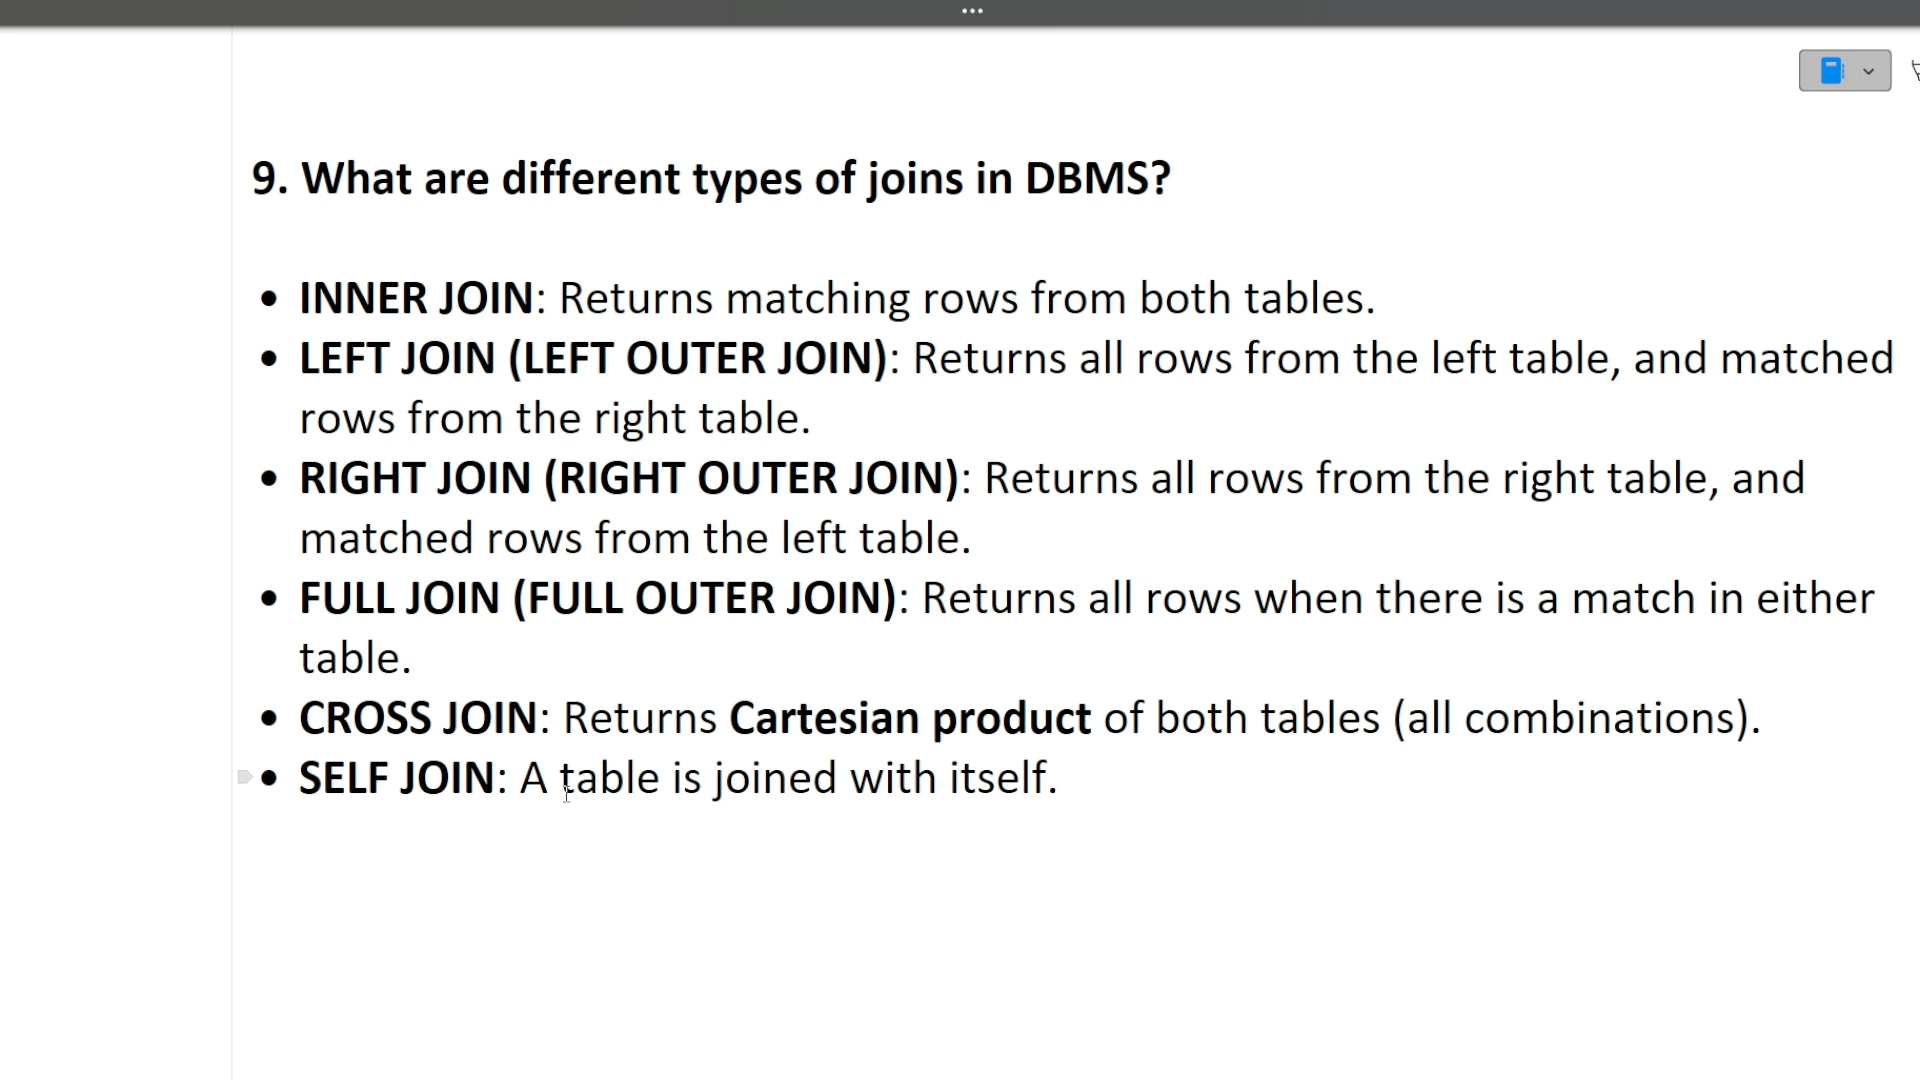 9. What are different types of joins in DBMS?
• INNER JOIN: Returns matching rows from both tables.
• LEFT JOIN (LEFT OUTER JOIN): Returns all rows from the left table, and matched
rows from the right table.
• RIGHT JOIN (RIGHT OUTER JOIN): Returns all rows from the right table, and
matched rows from the left table.
• FULL JOIN (FULL OUTER JOIN): Returns all rows when there is a match in either
table.
• CROSS JOIN: Returns Cartesian product of both tables (all combinations).
• SELF JOIN: A table is joined with itself.